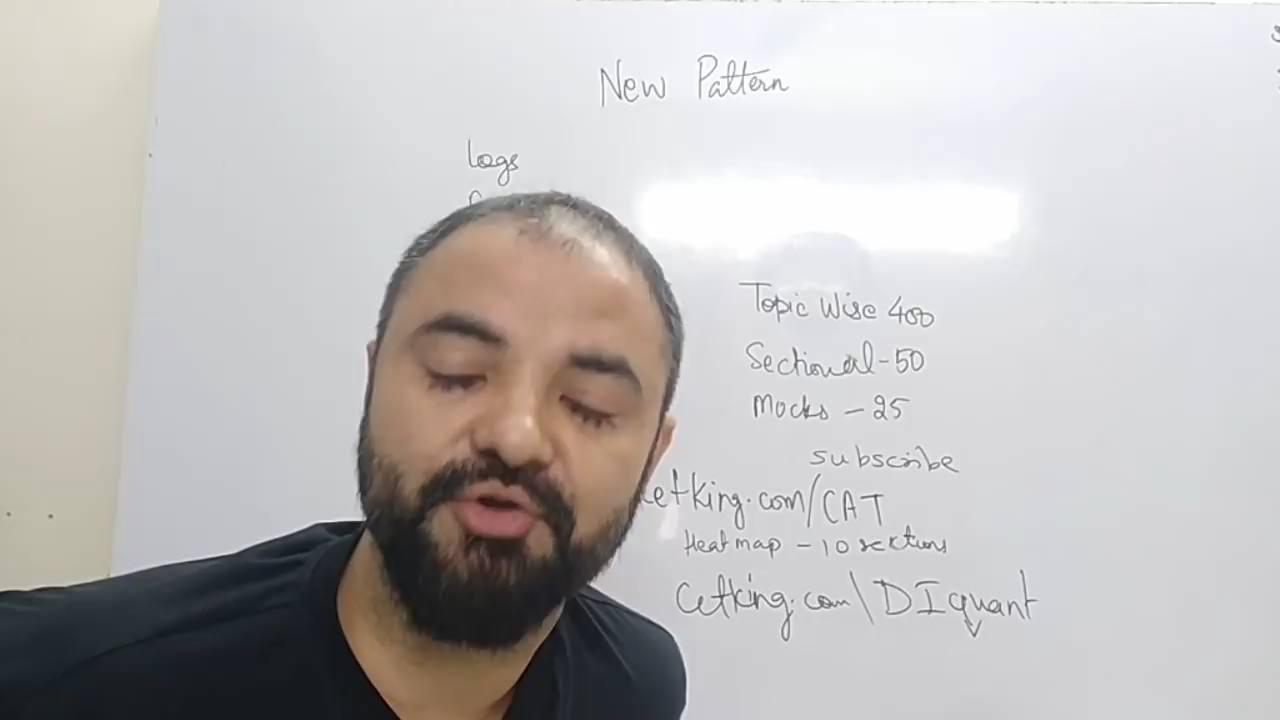 New Pattern
Logs
Topic Wise 400
Sectional-50
Mocks - 25
subscribe
cetking.com/CAT
Heat map - 10 sections
Cetking.com\DIquant